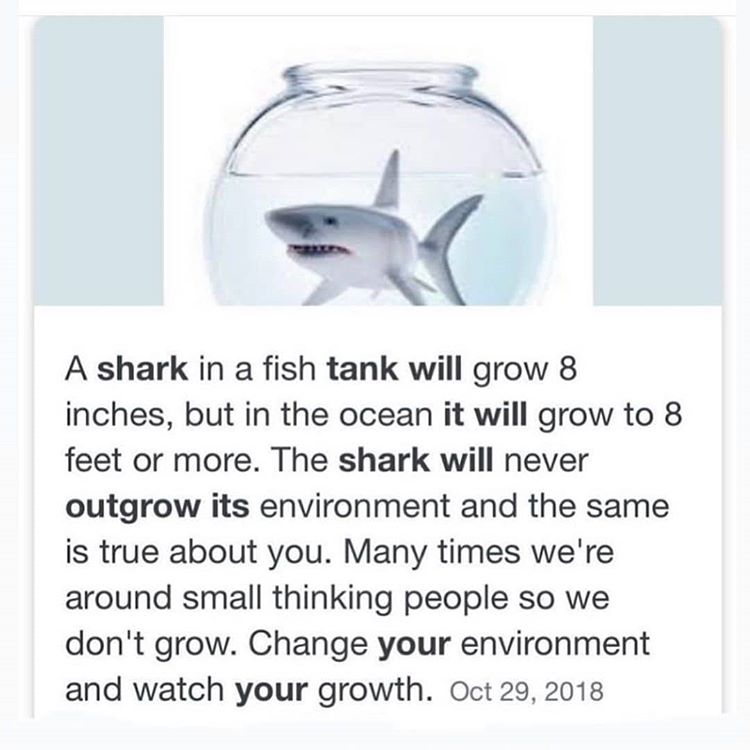 A shark in a fish tank will grow 8
inches, but in the ocean it will grow to 8
feet or more. The shark will never
outgrow its environment and the same
is true about you. Many times we're
around small thinking people so we
don't grow. Change your environment
and watch your growth. Oct 29, 2018